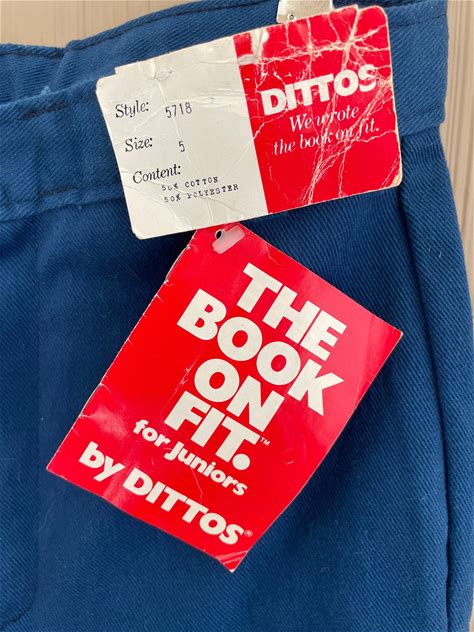 Style: 5718
Size: 5
Content:
50% COTTON
50% POLYESTER
DITTOS
We wrote
the book on fit.
THE
BOOK
ON
FIT.™
for juniors
by DITTOS®